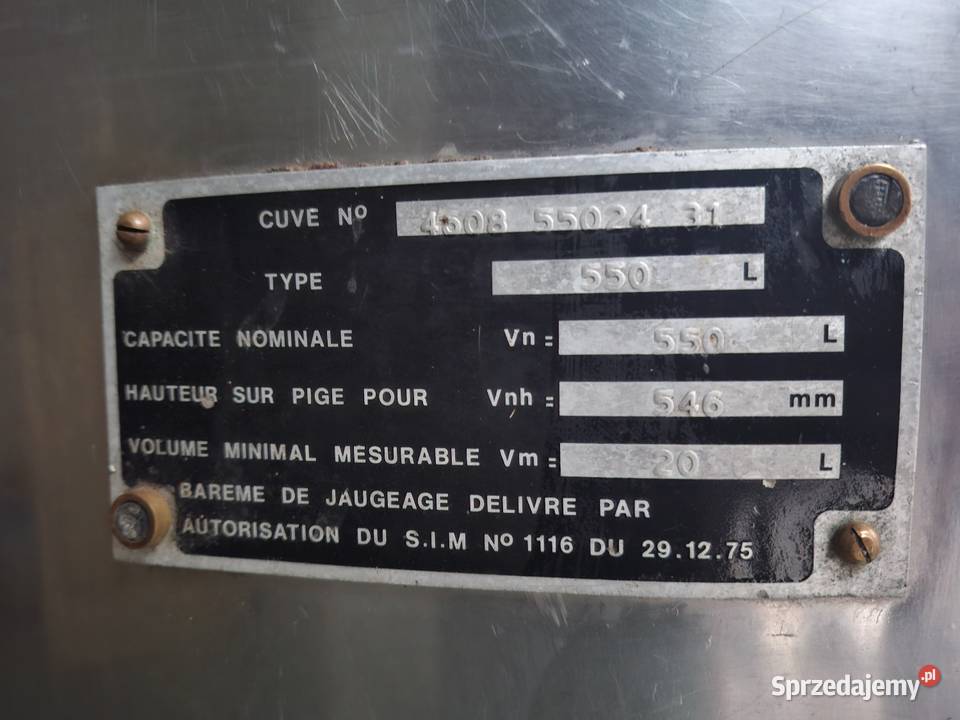 CUVE Nº 4608 55024 31
TYPE 550 L
CAPACITE NOMINALE Vn = 550 L
HAUTEUR SUR PIGE POUR Vnh = 546 mm
VOLUME MINIMAL MESURABLE Vm = 20 L
BAREME DE JAUGEAGE DELIVRE PAR
AUTORISATION DU S.I.M Nº 1116 DU 29.12.75
Sprzedajemy.pl